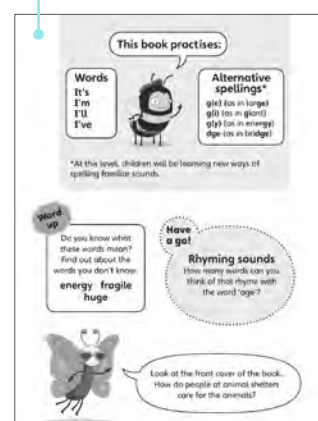 This book practises:
Words
It's
I'm
I'll
I've
Alternative
spellings*
g(e) (as in large)
g(i) (as in giant)
g(y) (as in energy)
dge (as in bridge)
*At this level, children will be learning new ways of
spelling familiar sounds.
Word
up
Do you know what
these words mean?
Find out about the
words you don't know.
energy fragile
huge
Have
a go!
Rhyming sounds
How many words can you
think of that rhyme with
the word 'age'?
Look at the front cover of the book.
How do people at animal shelters
care for the animals?